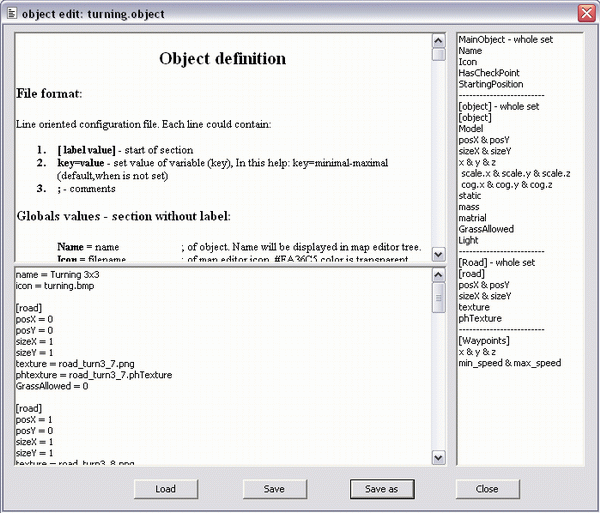 object edit: turning.object
Object definition
File format:
Line oriented configuration file. Each line could contain:
1. [ label value] - start of section
2. key=value - set value of variable (key), In this help: key=minimal-maximal
(default,when is not set)
3. ; - comments
Globals values - section without label:
Name = name ; of object. Name will be displayed in map editor tree.
Icon = filename ; of map editor icon. #FA36C5 color is transparent
name = Turning 3x3
icon = turning.bmp
[road]
posX = 0
posY = 0
sizeX = 1
sizeY = 1
texture = road_turn3_7.png
phtexture = road_turn3_7.phTexture
GrassAllowed = 0
[road]
posX = 1
posY = 0
sizeX = 1
sizeY = 1
texture = road_turn3_8.png
MainObject - whole set
Name
Icon
HasCheckPoint
StartingPosition
-------------------------
[object] - whole set
[object]
Model
posX & posY
sizeX & sizeY
x & y & z
scale.x & scale.y & scale.z
cog.x & cog.y & cog.z
static
mass
matrial
GrassAllowed
Light
-------------------------
[Road] - whole set
[road]
posX & posY
sizeX & sizeY
texture
phTexture
-------------------------
[Waypoints]
x & y & z
min_speed & max_speed
Load
Save
Save as
Close